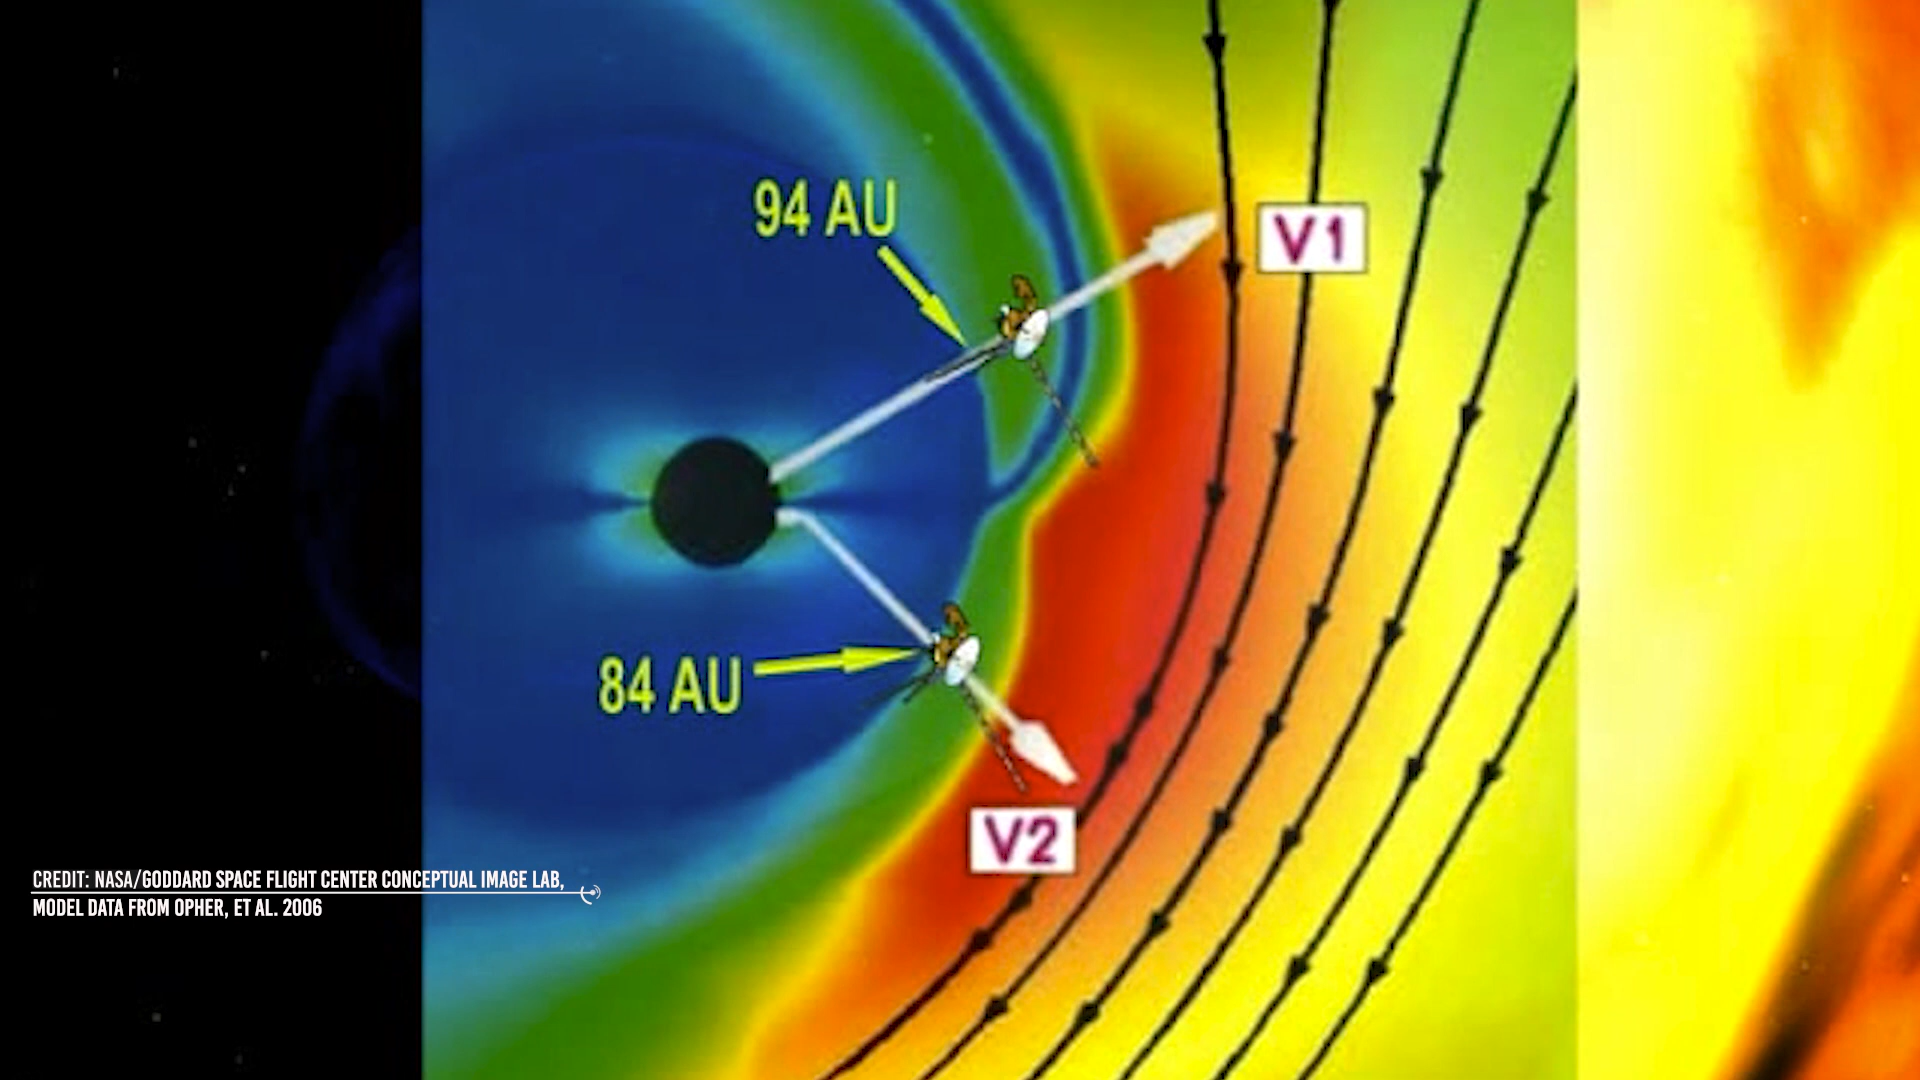 94 AU
V1
84 AU
V2
CREDIT: NASA/GODDARD SPACE FLIGHT CENTER CONCEPTUAL IMAGE LAB,
MODEL DATA FROM OPHER, ET AL. 2006